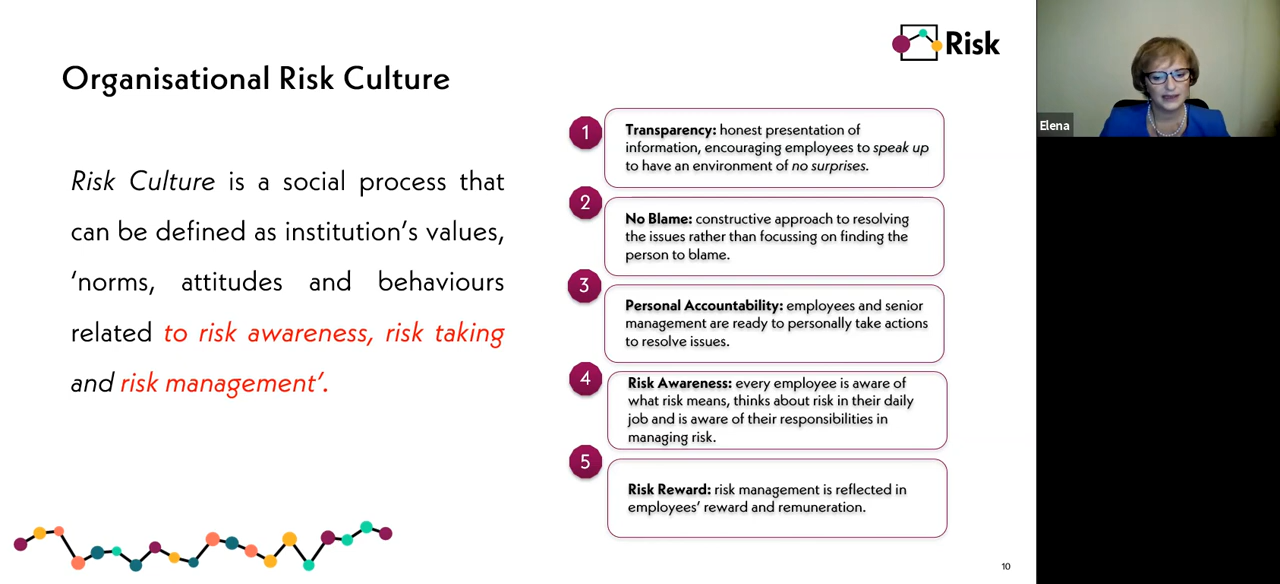 Risk
Organisational Risk Culture
Risk Culture is a social process that
can be defined as institution's values,
'norms, attitudes and behaviours
related to risk awareness, risk taking
and risk management'.
1
Transparency: honest presentation of
information, encouraging employees to speak up
to have an environment of no surprises.
2
No Blame: constructive approach to resolving
the issues rather than focussing on finding the
person to blame.
3
Personal Accountability: employees and senior
management are ready to personally take actions
to resolve issues.
4
Risk Awareness: every employee is aware of
what risk means, thinks about risk in their daily
job and is aware of their responsibilities in
managing risk.
5
Risk Reward: risk management is reflected in
employees' reward and remuneration.
10
Elena